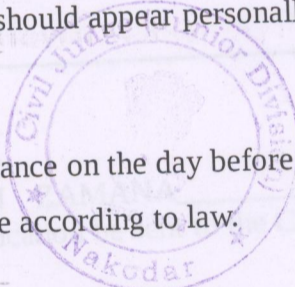 should appear personall
Civil Judge (Junior Division)
ance on the day before
e according to law.
Nakodar